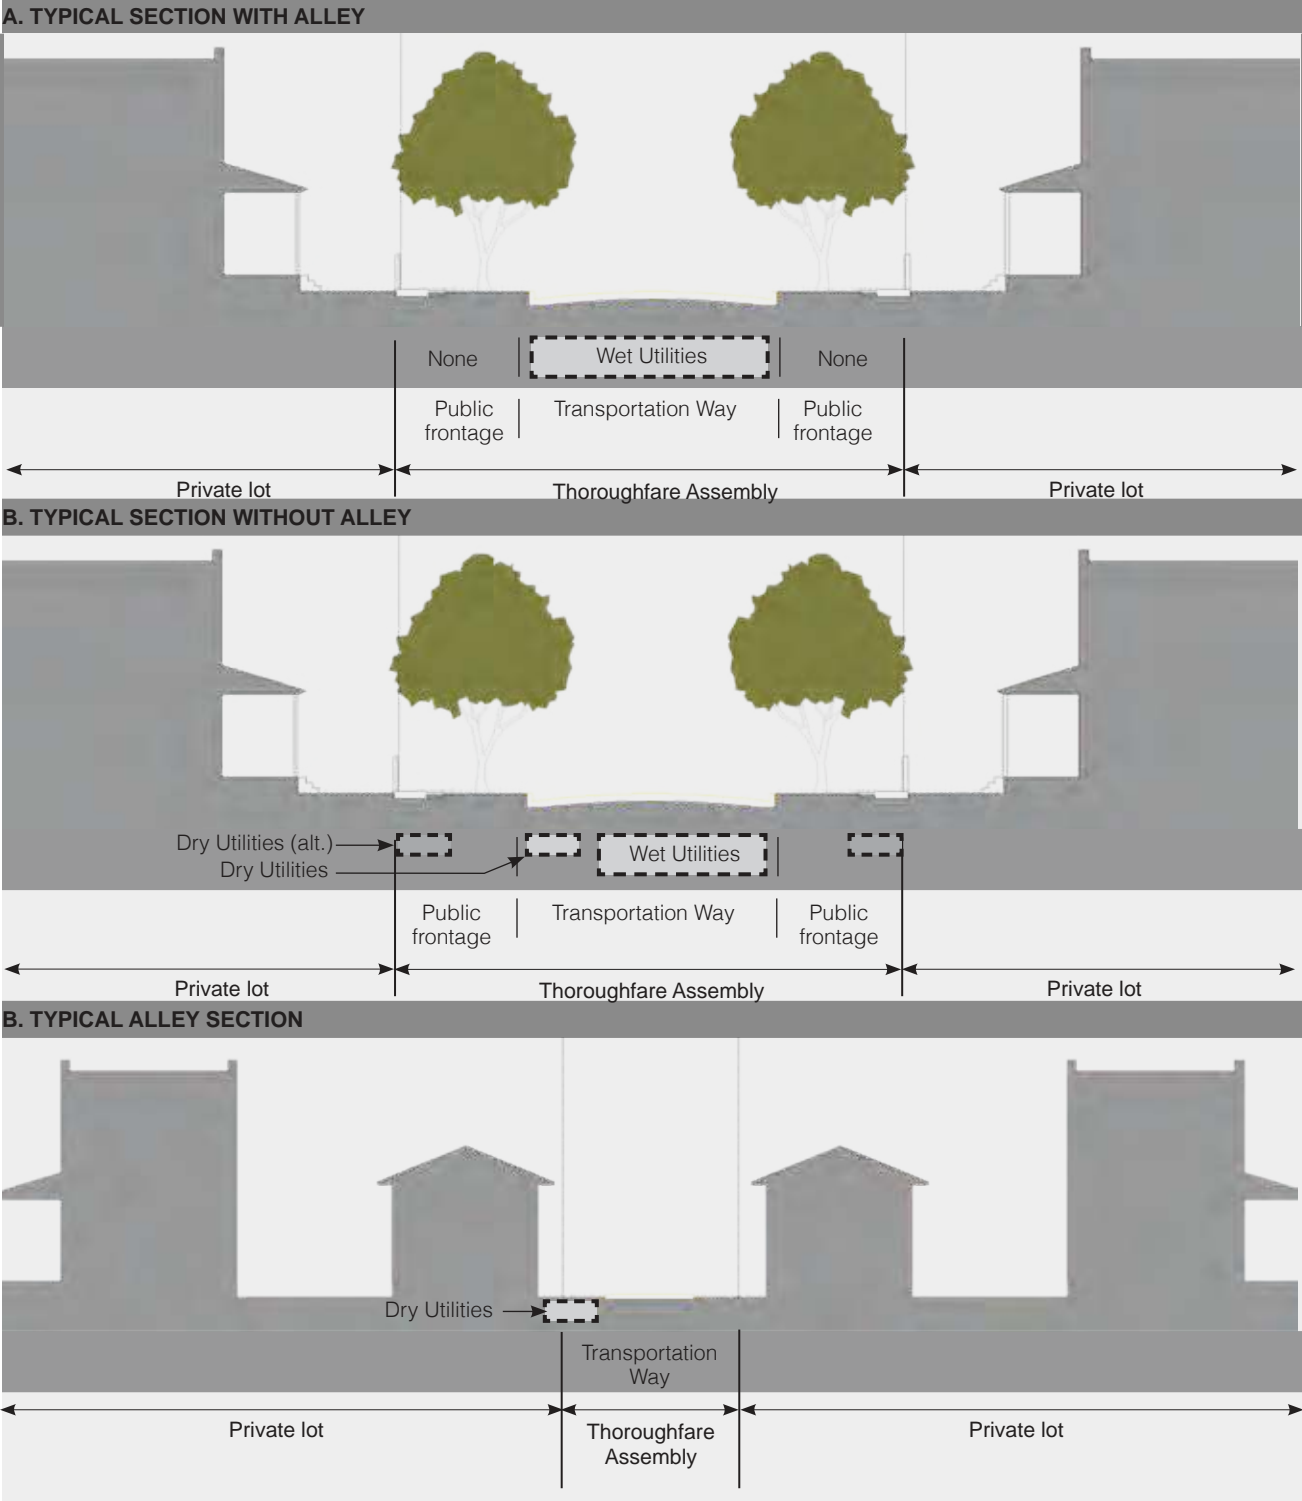 A. TYPICAL SECTION WITH ALLEY
None
Wet Utilities
None
Public
frontage
Transportation Way
Public
frontage
Private lot
Thoroughfare Assembly
Private lot
B. TYPICAL SECTION WITHOUT ALLEY
Dry Utilities (alt.)
Dry Utilities
Wet Utilities
Public
frontage
Transportation Way
Public
frontage
Private lot
Thoroughfare Assembly
Private lot
B. TYPICAL ALLEY SECTION
Dry Utilities
Transportation
Way
Private lot
Thoroughfare
Assembly
Private lot